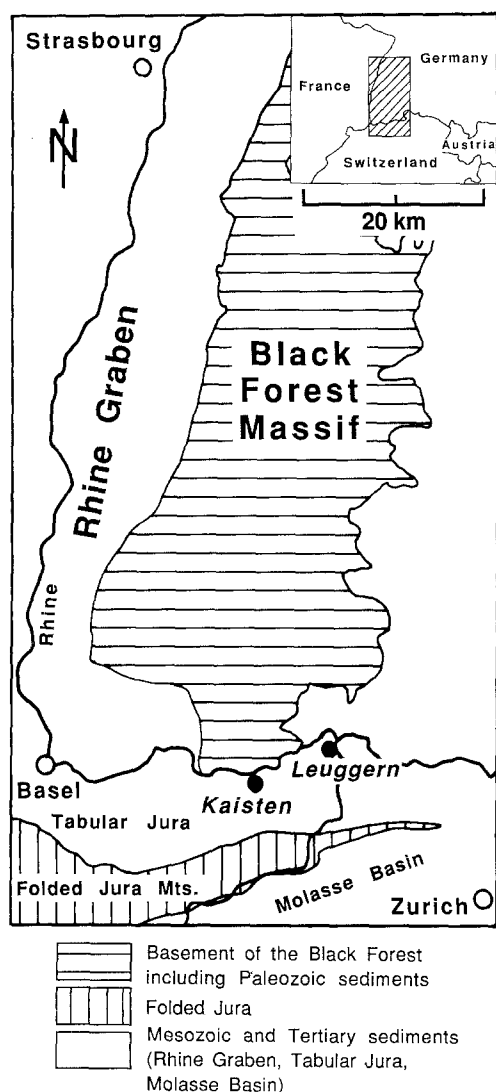 Strasbourg
N
France
Germany
Austria
Switzerland
20 km
Rhine Graben
Black
Forest
Massif
Rhine
Basel
Leuggern
Kaisten
Tabular Jura
Folded Jura Mts.
Molasse Basin
Zurich
Basement of the Black Forest
including Paleozoic sediments
Folded Jura
Mesozoic and Tertiary sediments
(Rhine Graben, Tabular Jura,
Molasse Basin)